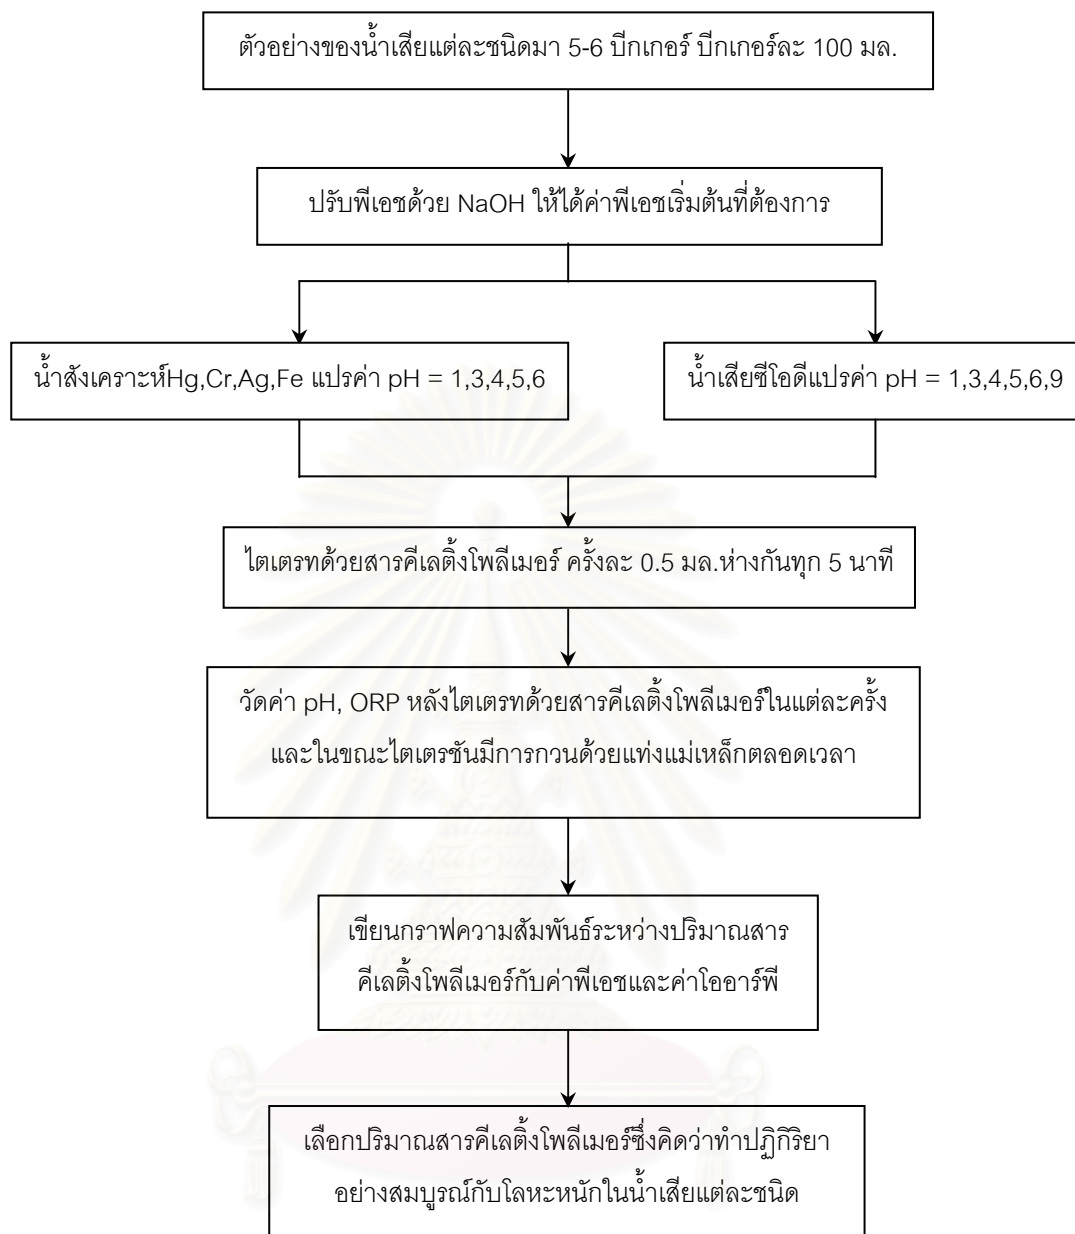 ตัวอย่างของน้ำเสียแต่ละชนิดมา 5-6 บีกเกอร์ บีกเกอร์ละ 100 มล.
ปรับพีเอชด้วย NaOH ให้ได้ค่าพีเอชเริ่มต้นที่ต้องการ
น้ำสังเคราะห์Hg,Cr,Ag,Fe แปรค่า pH = 1,3,4,5,6
น้ำเสียซีโอดีแปรค่า pH = 1,3,4,5,6,9
ไตเตรทด้วยสารคีเลติ้งโพลีเมอร์ ครั้งละ 0.5 มล.ห่างกันทุก 5 นาที
วัดค่า pH, ORP หลังไตเตรทด้วยสารคีเลติ้งโพลีเมอร์ในแต่ละครั้ง
และในขณะไตเตรชันมีการกวนด้วยแท่งแม่เหล็กตลอดเวลา
เขียนกราฟความสัมพันธ์ระหว่างปริมาณสาร
คีเลติ้งโพลีเมอร์กับค่าพีเอชและค่าโออาร์พี
เลือกปริมาณสารคีเลติ้งโพลีเมอร์ซึ่งคิดว่าทำปฏิกิริยา
อย่างสมบูรณ์กับโลหะหนักในน้ำเสียแต่ละชนิด